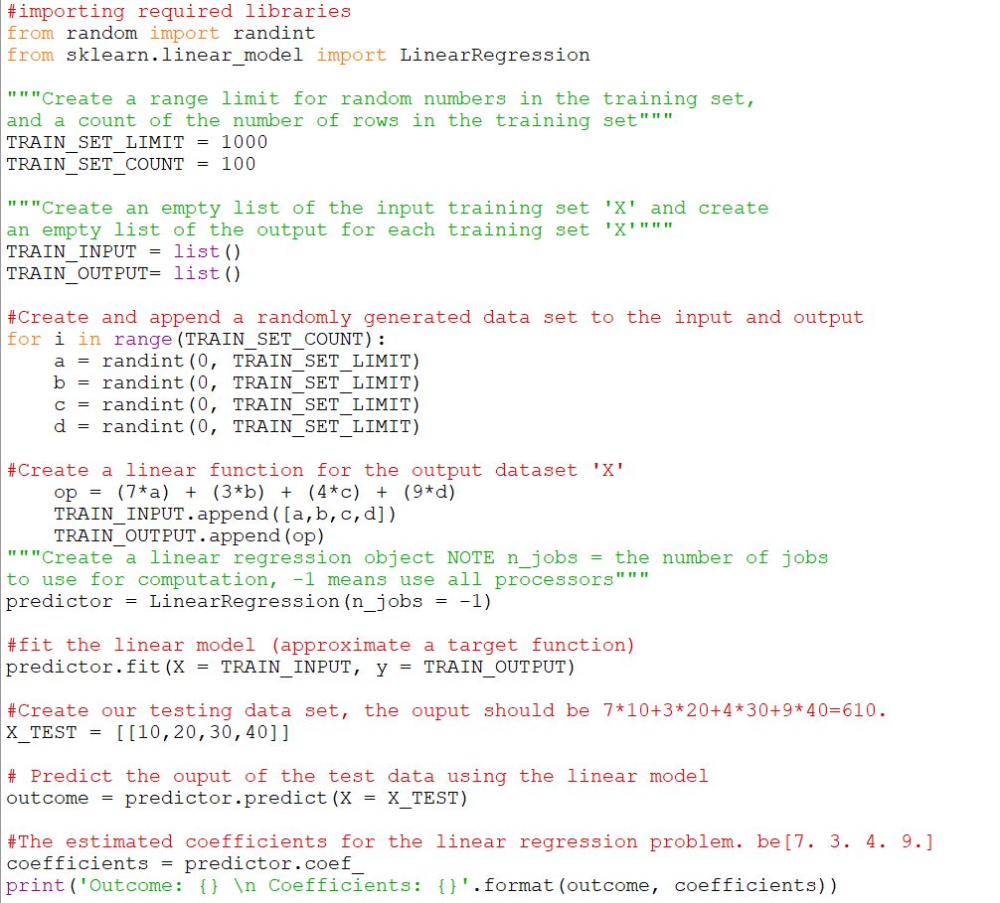 #importing required libraries
from random import randint
from sklearn.linear_model import LinearRegression
"""Create a range limit for random numbers in the training set,
and a count of the number of rows in the training set"""
TRAIN_SET_LIMIT = 1000
TRAIN_SET_COUNT = 100
"""Create an empty list of the input training set 'X' and create
an empty list of the output for each training set 'X'"""
TRAIN_INPUT = list()
TRAIN_OUTPUT= list()
#Create and append a randomly generated data set to the input and output
for i in range(TRAIN_SET_COUNT):
    a = randint(0, TRAIN_SET_LIMIT)
    b = randint(0, TRAIN_SET_LIMIT)
    c = randint(0, TRAIN_SET_LIMIT)
    d = randint(0, TRAIN_SET_LIMIT)
#Create a linear function for the output dataset 'X'
    op = (7*a) + (3*b) + (4*c) + (9*d)
    TRAIN_INPUT.append([a,b,c,d])
    TRAIN_OUTPUT.append(op)
"""Create a linear regression object NOTE n_jobs = the number of jobs
to use for computation, -1 means use all processors"""
predictor = LinearRegression(n_jobs = -1)
#fit the linear model (approximate a target function)
predictor.fit(X = TRAIN_INPUT, y = TRAIN_OUTPUT)
#Create our testing data set, the ouput should be 7*10+3*20+4*30+9*40=610.
X_TEST = [[10,20,30,40]]
# Predict the ouput of the test data using the linear model
outcome = predictor.predict(X = X_TEST)
#The estimated coefficients for the linear regression problem. be[7. 3. 4. 9.]
coefficients = predictor.coef_
print('Outcome: {} \n Coefficients: {}'.format(outcome, coefficients))